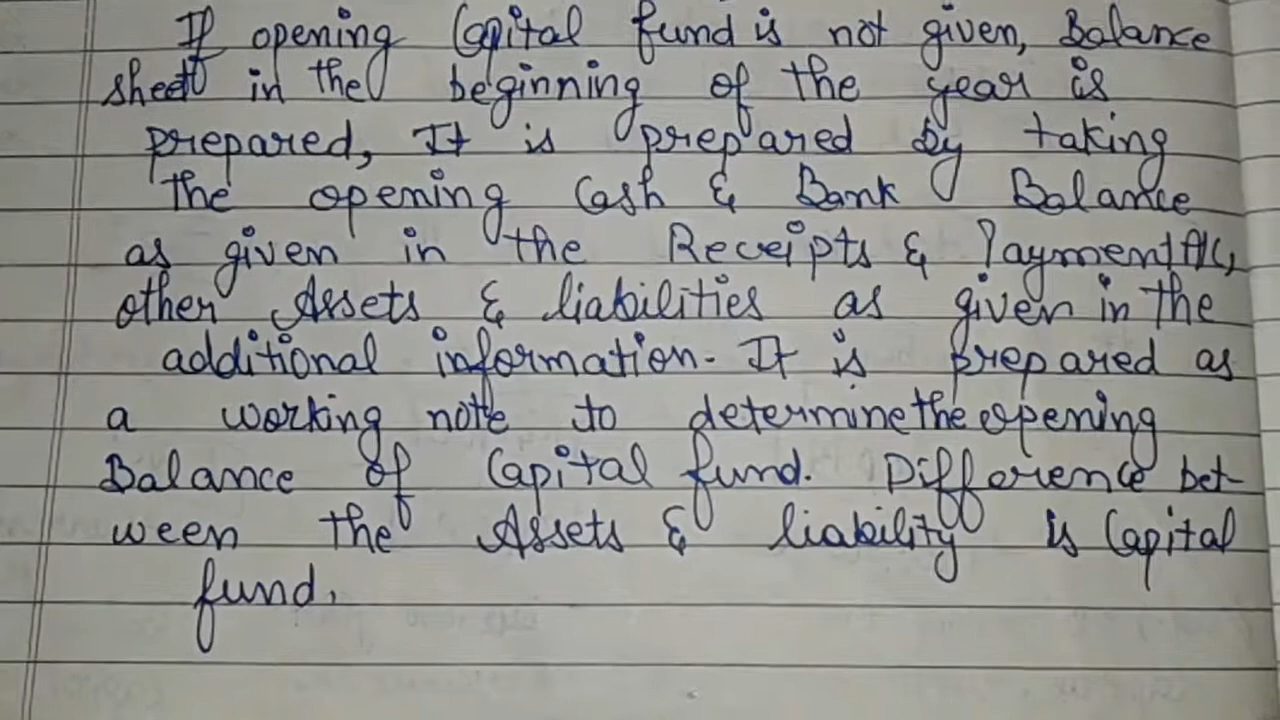 If opening Capital fund is not given, Balance
sheet in the beginning of the year is
prepared, It is prepared by taking
the opening Cash & Bank Balance
as given in the Receipts & Payment A/C,
other Assets & liabilities as given in the
additional information. It is prepared as
a working note to determine the opening
Balance of Capital fund. Difference bet-
ween the Assets & liability is Capital
fund.